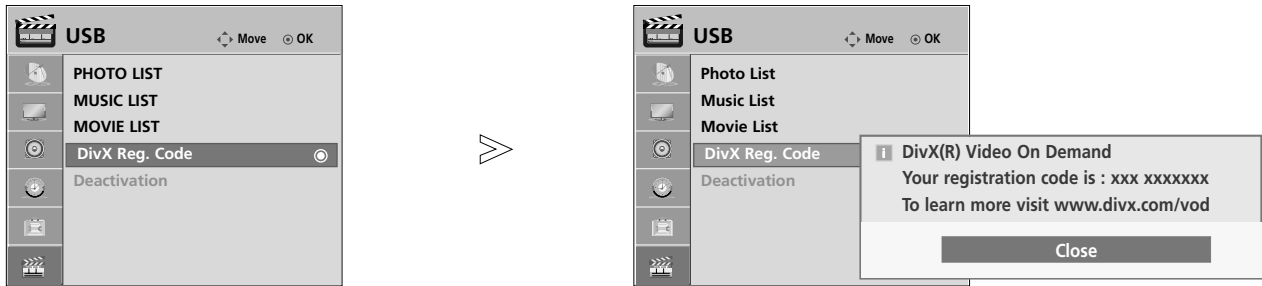 USB Move OK
PHOTO LIST
MUSIC LIST
MOVIE LIST
DivX Reg. Code
Deactivation
USB Move OK
Photo List
Music List
Movie List
DivX Reg. Code
Deactivation
i DivX(R) Video On Demand
Your registration code is : xxx xxxxxxx
To learn more visit www.divx.com/vod
Close